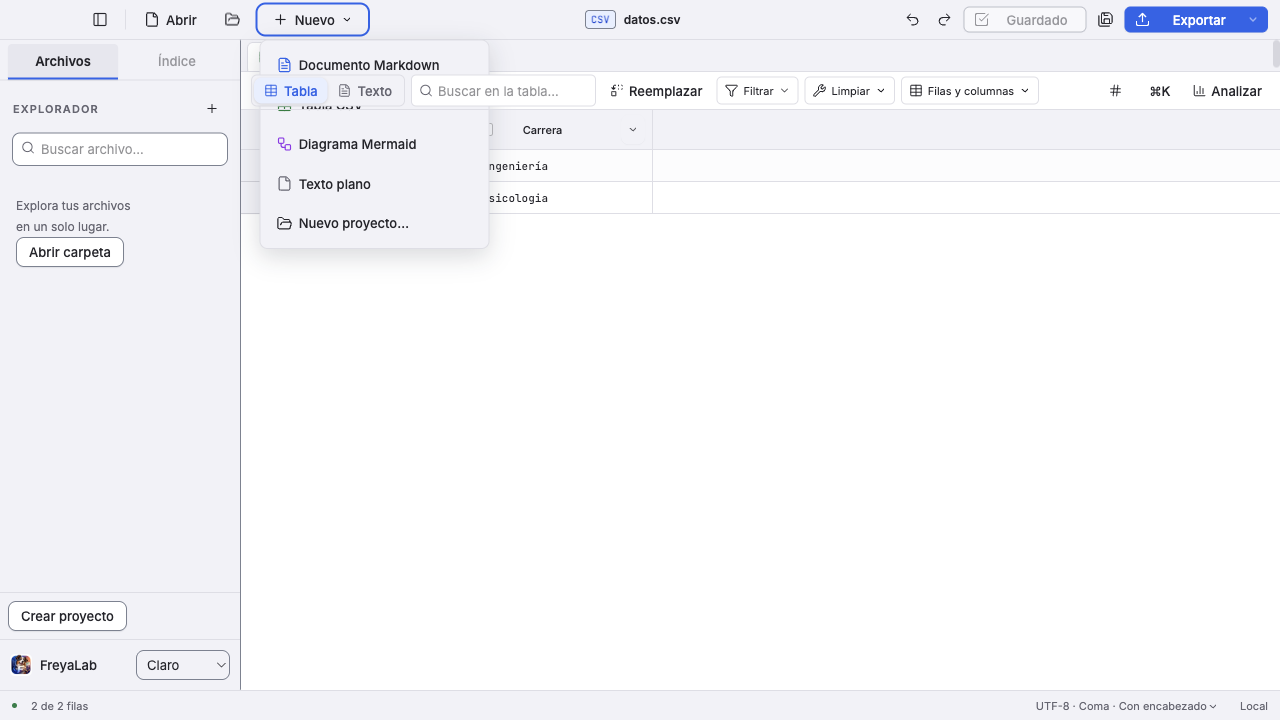 Abrir
Nuevo
CSV datos.csv
Guardado
Exportar
Archivos
Índice
Documento Markdown
Tabla
Texto
Buscar en la tabla...
Reemplazar
Filtrar
Limpiar
Filas y columnas
#
⌘K
Analizar
EXPLORADOR
Tabla CSV
Carrera
Buscar archivo...
Diagrama Mermaid
ngeniería
Texto plano
sicologia
Explora tus archivos
en un solo lugar.
Nuevo proyecto...
Abrir carpeta
Crear proyecto
FreyaLab
Claro
2 de 2 filas
UTF-8 · Coma · Con encabezado
Local